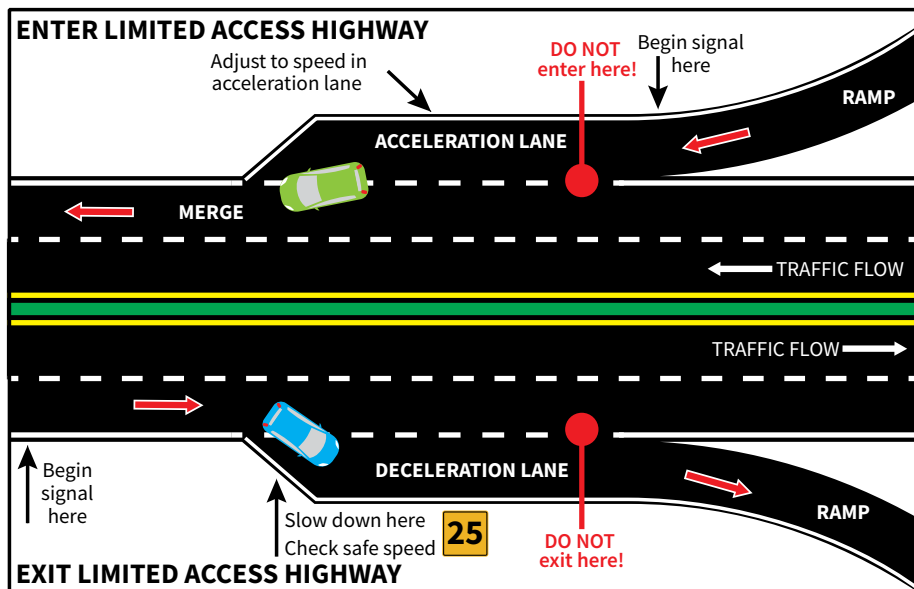 ENTER LIMITED ACCESS HIGHWAY
Adjust to speed in
acceleration lane
DO NOT
enter here!
Begin signal
here
RAMP
ACCELERATION LANE
MERGE
TRAFFIC FLOW
TRAFFIC FLOW
DECELERATION LANE
Begin
signal
here
Slow down here
Check safe speed
25
DO NOT
exit here!
RAMP
EXIT LIMITED ACCESS HIGHWAY